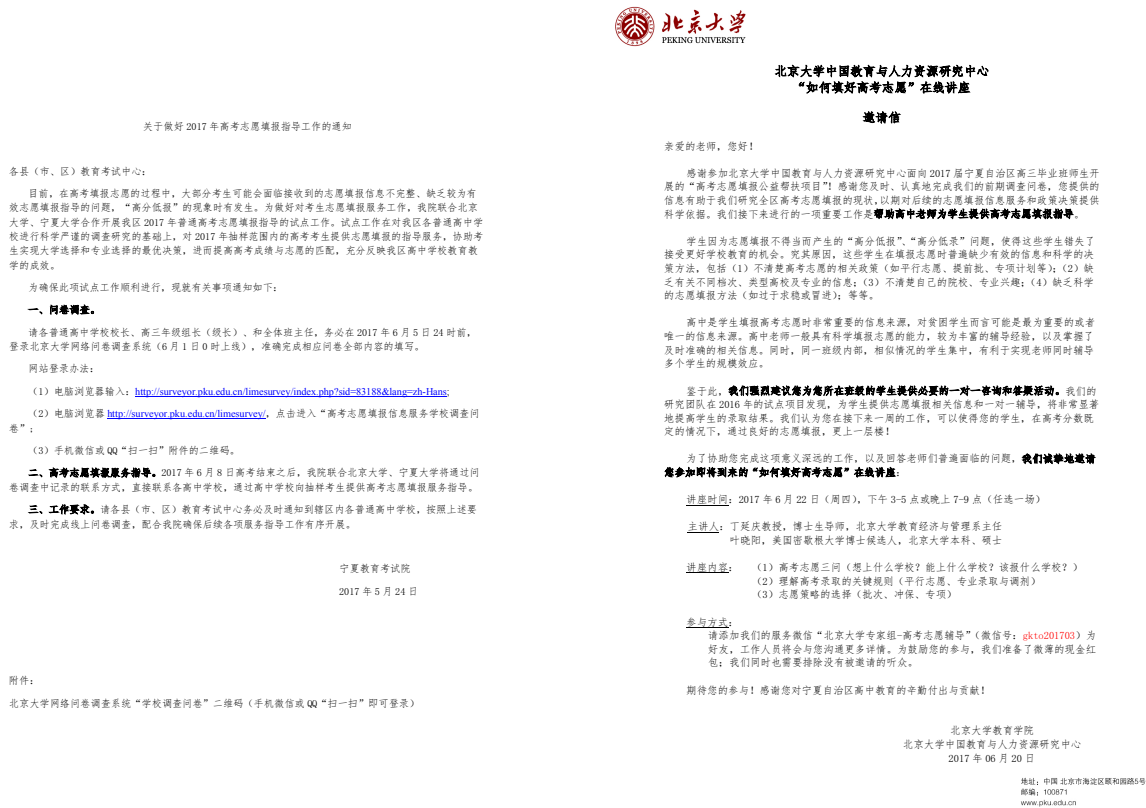 关于做好 2017 年高考志愿填报指导工作的通知
各县（市、区）教育考试中心：
目前，在高考填报志愿的过程中，大部分考生可能会面临接收到的志愿填报信息不完整、缺乏较为有
效志愿填报指导的问题，“高分低报”的现象时有发生。为做好对考生志愿填报服务工作，我院联合北京
大学、宁夏大学合作开展我区 2017 年普通高考志愿填报指导的试点工作。试点工作在对我区各普通高中学
校进行科学严谨的调查研究的基础上，对 2017 年抽样范围内的高考考生提供志愿填报的指导服务，协助考
生实现大学选择和专业选择的最优决策，进而提高高考成绩与志愿的匹配，充分反映我区高中学校教育教
学的成效。
为确保此项试点工作顺利进行，现就有关事项通知如下：
一、问卷调查。
请各普通高中学校校长、高三年级组长（级长）、和全体班主任，务必在 2017 年 6 月 5 日 24 时前，
登录北京大学网络问卷调查系统（6 月 1 日 0 时上线），准确完成相应问卷全部内容的填写。
网站登录办法：
（1）电脑浏览器输入：http://surveyor.pku.edu.cn/limesurvey/index.php?sid=83188&lang=zh-Hans;
（2）电脑浏览器 http://surveyor.pku.edu.cn/limesurvey/，点击进入“高考志愿填报信息服务学校调查问
卷”；
（3）手机微信或 QQ“扫一扫”附件的二维码。
二、高考志愿填报服务指导。2017 年 6 月 8 日高考结束之后，我院联合北京大学、宁夏大学将通过问
卷调查中记录的联系方式，直接联系各高中学校，通过高中学校向抽样考生提供高考志愿填报服务指导。
三、工作要求。请各县（市、区）教育考试中心务必及时通知到辖区内各普通高中学校，按照上述要
求，及时完成线上问卷调查，配合我院确保后续各项服务指导工作有序开展。
宁夏教育考试院
2017 年 5 月 24 日
附件：
北京大学网络问卷调查系统“学校调查问卷”二维码（手机微信或 QQ“扫一扫”即可登录）
北京大学
PEKING UNIVERSITY
北京大学中国教育与人力资源研究中心
“如何填好高考志愿”在线讲座
邀请信
亲爱的老师，您好！
感谢参加北京大学中国教育与人力资源研究中心面向 2017 届宁夏自治区高三毕业班师生开
展的“高考志愿填报公益帮扶项目”！感谢您及时、认真地完成我们的前期调查问卷，您提供的
信息有助于我们研究全区高考志愿填报的现状，以期对后续的志愿填报信息服务和政策决策提供
科学依据。我们接下来进行的一项重要工作是帮助高中老师为学生提供高考志愿填报指导。
学生因为志愿填报不得当而产生的“高分低报”、“高分低录”问题，使得这些学生错失了
接受更好学校教育的机会。究其原因，这些学生在填报志愿时普遍缺少有效的信息和科学的决
策方法，包括（1）不清楚高考志愿的相关政策（如平行志愿、提前批、专项计划等）；（2）缺
乏有关不同档次、类型高校及专业的信息；（3）不清楚自己的院校、专业兴趣；（4）缺乏科学
的志愿填报方法（如过于求稳或冒进）；等等。
高中是学生填报高考志愿时非常重要的信息来源，对贫困学生而言可能是最为重要的或者
唯一的信息来源。高中老师一般具有科学填报志愿的能力，较为丰富的辅导经验，以及掌握了
及时准确的相关信息。同时，同一班级内部，相似情况的学生集中，有利于实现老师同时辅导
多个学生的规模效应。
鉴于此，我们强烈建议您为您所在班级的学生提供必要的一对一咨询和答疑活动。我们的
研究团队在 2016 年的试点项目发现，为学生提供志愿填报相关信息和一对一辅导，将非常显著
地提高学生的录取结果。我们认为您在接下来一周的工作，可以使得您的学生，在高考分数既
定的情况下，通过良好的志愿填报，更上一层楼！
为了协助您完成这项意义深远的工作，以及回答老师们普遍面临的问题，我们诚挚地邀请
您参加即将到来的“如何填好高考志愿”在线讲座：
讲座时间：2017 年 6 月 22 日（周四），下午 3-5 点或晚上 7-9 点（任选一场）
主讲人：丁延庆教授，博士生导师，北京大学教育经济与管理系主任
叶晓阳，美国密歇根大学博士候选人，北京大学本科、硕士
讲座内容：（1）高考志愿三问（想上什么学校？能上什么学校？该报什么学校？）
（2）理解高考录取的关键规则（平行志愿、专业录取与调剂）
（3）志愿策略的选择（批次、冲保、专项）
参与方式：
请添加我们的服务微信“北京大学专家组-高考志愿辅导”（微信号：gkto201703）为
好友，工作人员将会与您沟通更多详情。为鼓励您的参与，我们准备了微薄的现金红
包；我们同时也需要排除没有被邀请的听众。
期待您的参与！感谢您对宁夏自治区高中教育的辛勤付出与贡献！
北京大学教育学院
北京大学中国教育与人力资源研究中心
2017 年 06 月 20 日
地址：中国 北京市海淀区颐和园路5号
邮编：100871
www.pku.edu.cn